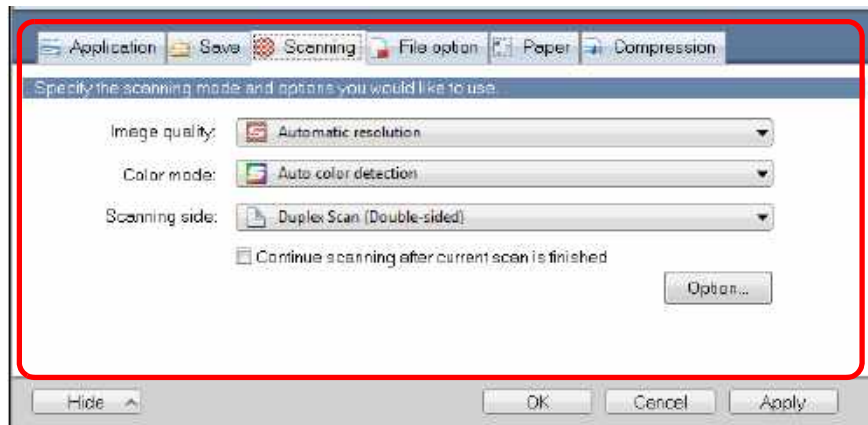 Application Save Scanning File option Paper Compression
Specify the scanning mode and options you would like to use.
Image quality: Automatic resolution
Color mode: Auto color detection
Scanning side: Duplex Scan (Double-sided)
Continue scanning after current scan is finished
Option...
Hide OK Cancel Apply